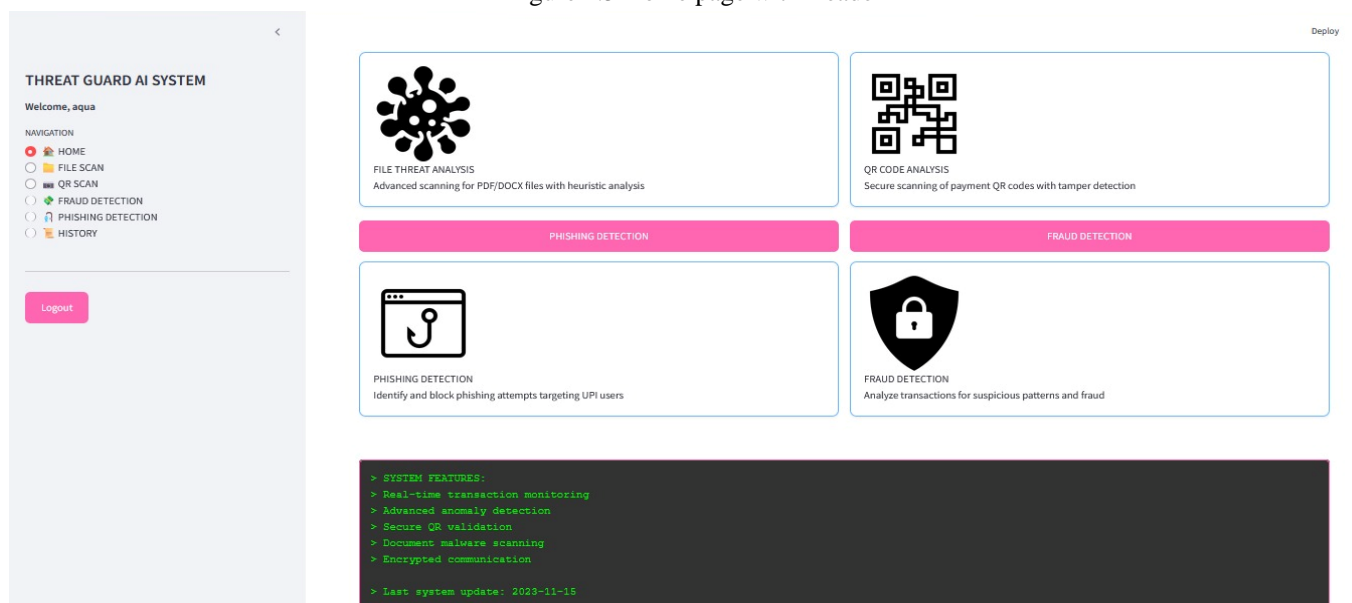 Deploy
THREAT GUARD AI SYSTEM
Welcome, aqua
NAVIGATION
HOME
FILE SCAN
QR SCAN
FRAUD DETECTION
PHISHING DETECTION
HISTORY
Logout
FILE THREAT ANALYSIS
Advanced scanning for PDF/DOCX files with heuristic analysis
QR CODE ANALYSIS
Secure scanning of payment QR codes with tamper detection
PHISHING DETECTION
FRAUD DETECTION
PHISHING DETECTION
Identify and block phishing attempts targeting UPI users
FRAUD DETECTION
Analyze transactions for suspicious patterns and fraud
> SYSTEM FEATURES:
> Real-time transaction monitoring
> Advanced anomaly detection
> Secure QR validation
> Document malware scanning
> Encrypted communication
> Last system update: 2023-11-15